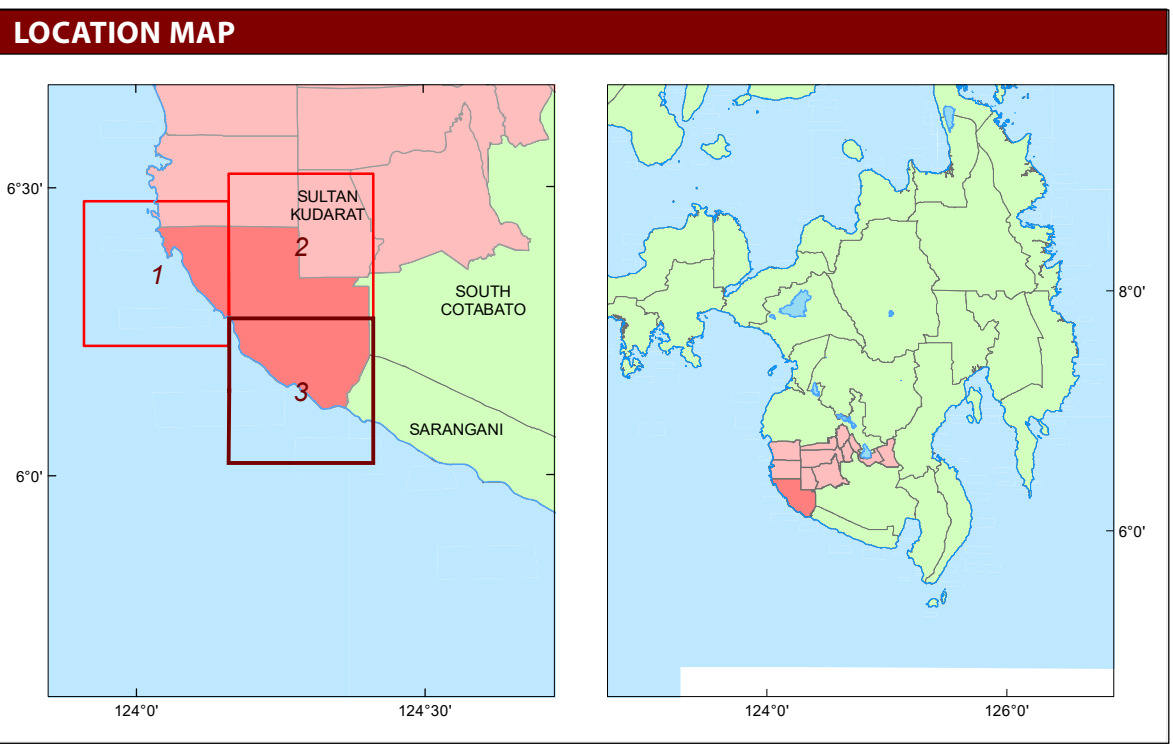 LOCATION MAP
6°30'
6°0'
SULTAN
KUDARAT
2
1
SOUTH
COTABATO
3
SARANGANI
124°0'
124°30'
8°0'
6°0'
124°0'
126°0'